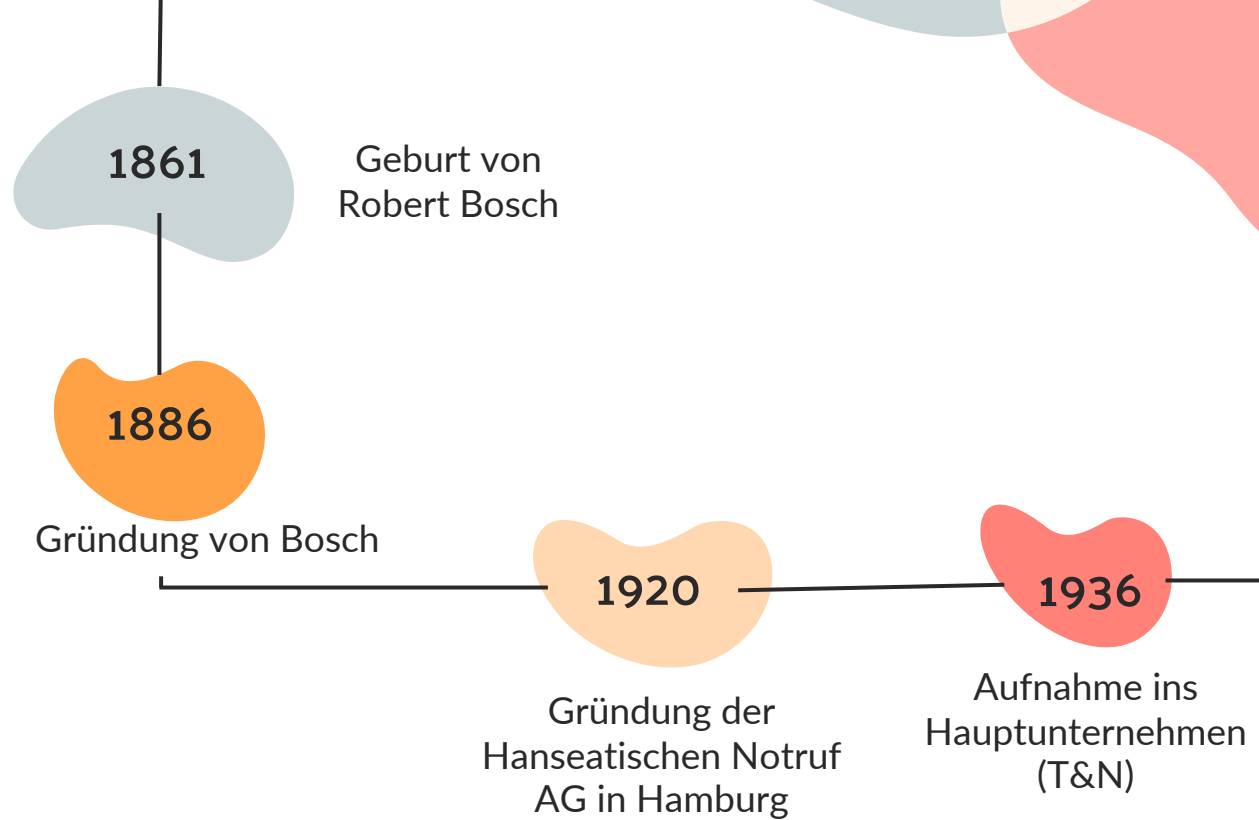 1861
Geburt von
Robert Bosch
1886
Gründung von Bosch
1920
Gründung der
Hanseatischen Notruf
AG in Hamburg
1936
Aufnahme ins
Hauptunternehmen
(T&N)